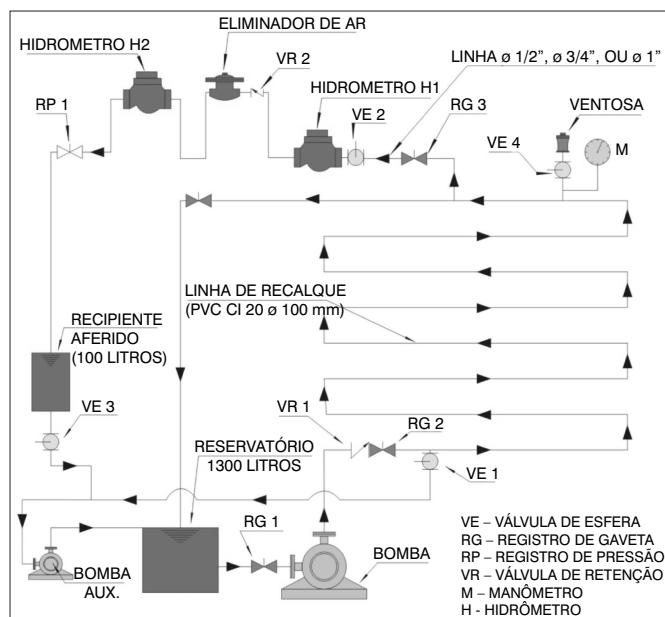 ELIMINADOR DE AR
HIDROMETRO H2
VR 2
LINHA ø 1/2”, ø 3/4”, OU ø 1”
HIDROMETRO H1
RP 1
VE 2
RG 3
VENTOSA
VE 4
M
LINHA DE RECALQUE
(PVC CI 20 ø 100 mm)
RECIPIENTE
AFERIDO
(100 LITROS)
VE 3
VR 1
RG 2
RESERVATÓRIO
1300 LITROS
VE 1
RG 1
BOMBA
BOMBA
AUX.
VE – VÁLVULA DE ESFERA
RG – REGISTRO DE GAVETA
RP – REGISTRO DE PRESSÃO
VR – VÁLVULA DE RETENÇÃO
M – MANÔMETRO
H - HIDRÔMETRO